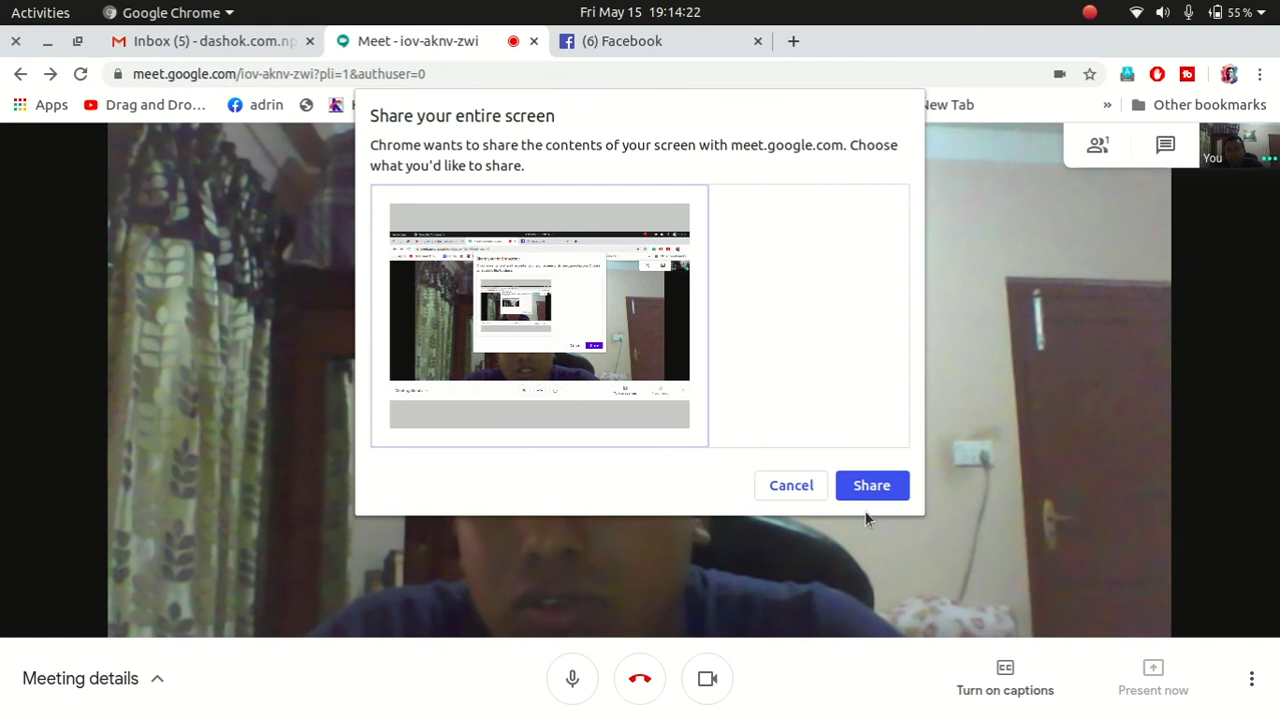 Activities
Google Chrome
Fri May 15 19:14:22
55 %
Inbox (5) - dashok.com.np
Meet - iov-aknv-zwi
(6) Facebook
meet.google.com/iov-aknv-zwi?pli=1&authuser=0
Apps
Drag and Dro...
adrin
New Tab
»
Other bookmarks
Share your entire screen
Chrome wants to share the contents of your screen with meet.google.com. Choose
what you'd like to share.
1
You
Cancel
Share
Meeting details
Turn on captions
Present now